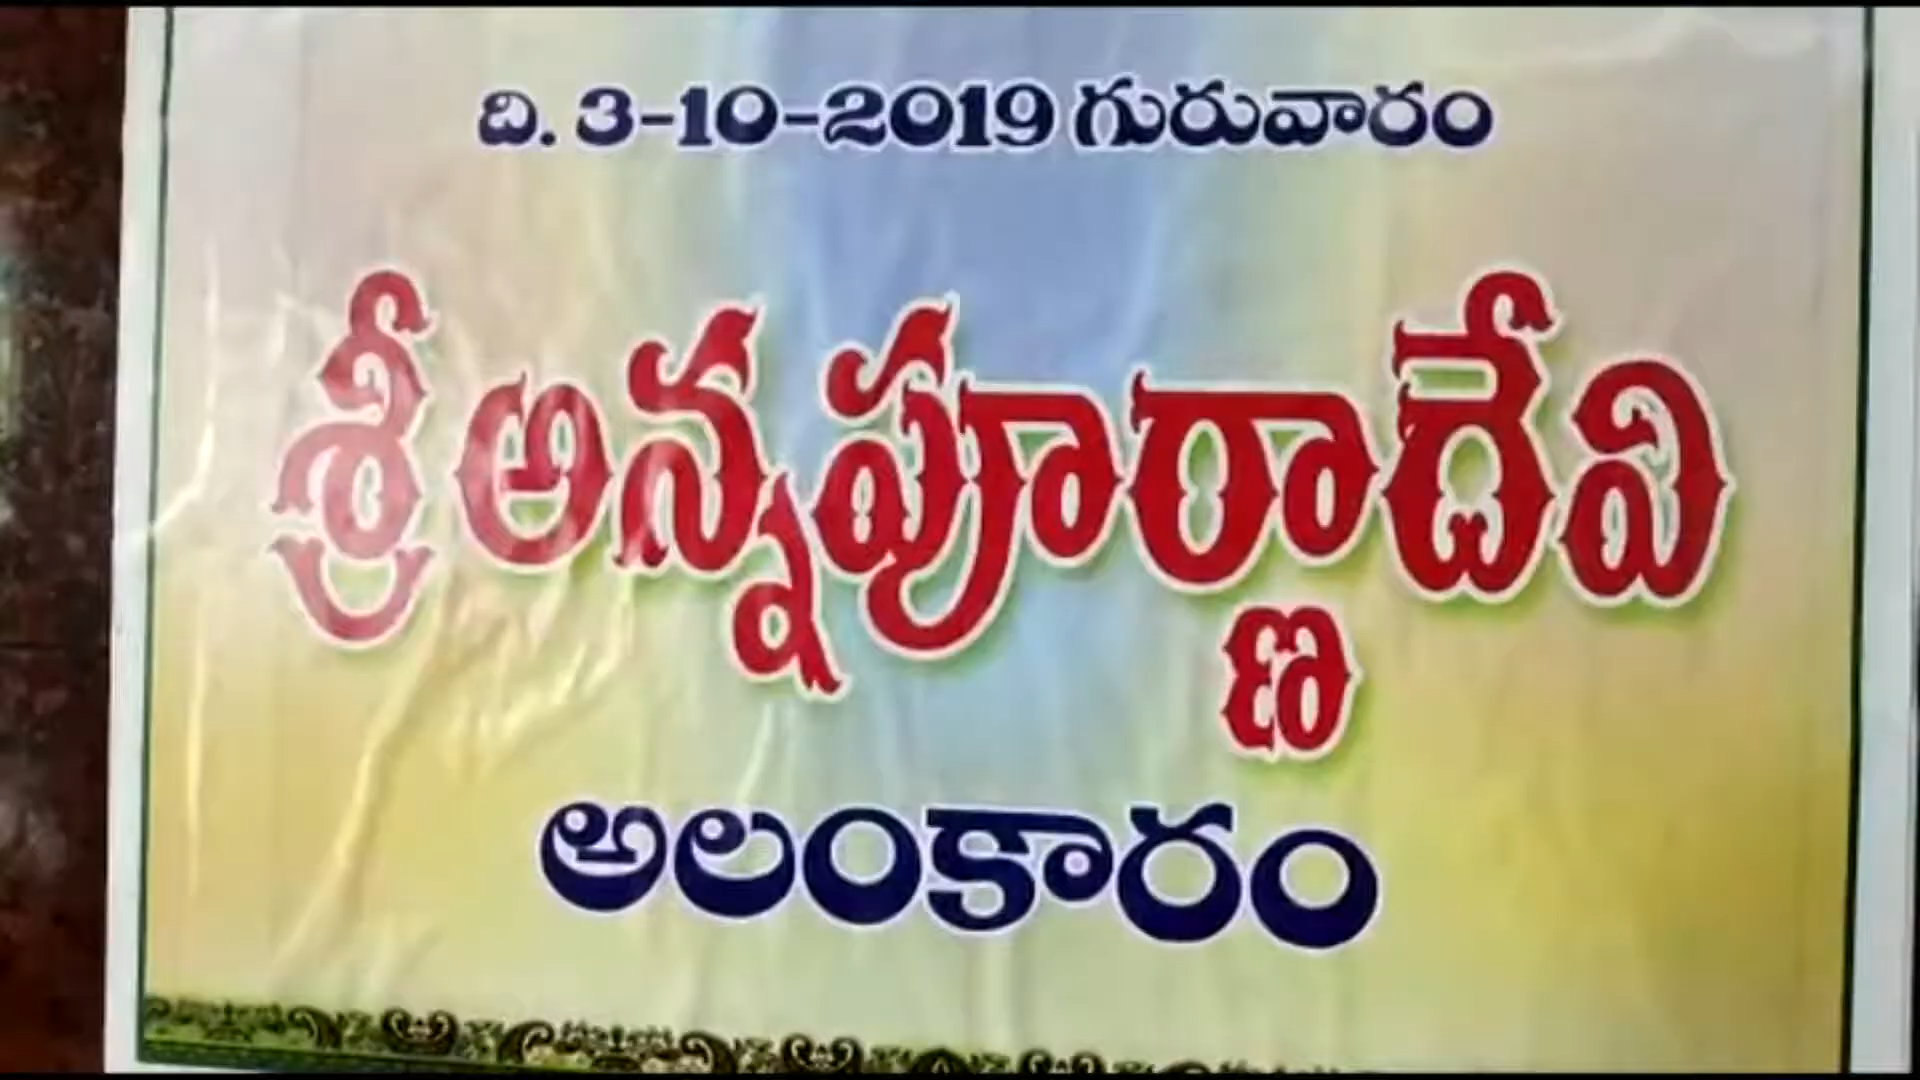 ది. 3-10-2019 గురువారం
శ్రీ అన్నపూర్ణాదేవి
అలంకారం